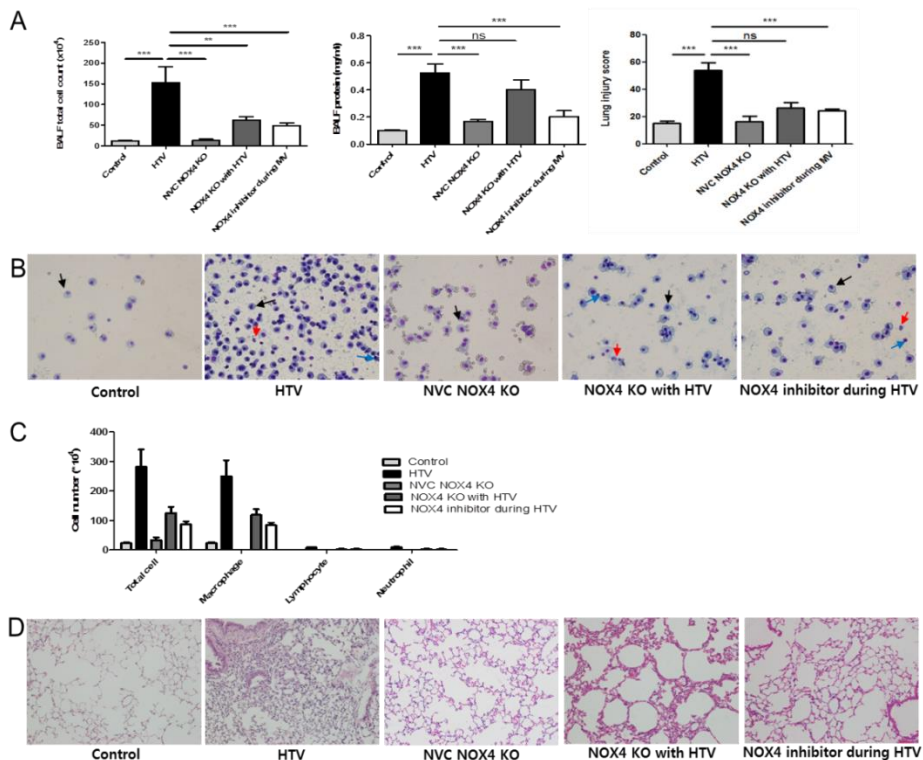 A
BALF total cell count (x10⁴)
200
150
100
50
0
***
**
*** ***
Control
HTV
NVC NOX4 KO
NOX4 KO with HTV
NOX4 inhibitor during MV
BALF protein (mg/ml)
0.8
0.6
0.4
0.2
0.0
***
ns
*** ***
Control
HTV
NVC NOX4 KO
NOX4 KO with HTV
NOX4 inhibitor during MV
Lung injury score
80
60
40
20
0
***
ns
*** ***
Control
HTV
NVC NOX4 KO
NOX4 KO with HTV
NOX4 inhibitor during MV
B
Control HTV NVC NOX4 KO NOX4 KO with HTV NOX4 inhibitor during HTV
C
Cell number (*10⁴)
400
300
200
100
0
Total cell
Macrophage
Lymphocyte
Neutrophil
Control
HTV
NVC NOX4 KO
NOX4 KO with HTV
NOX4 inhibitor during HTV
D
Control HTV NVC NOX4 KO NOX4 KO with HTV NOX4 inhibitor during HTV